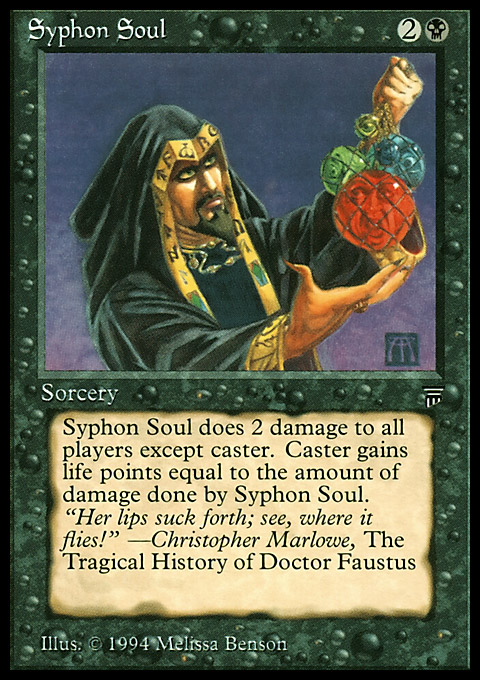 Syphon Soul 2
Sorcery
Syphon Soul does 2 damage to all
players except caster. Caster gains
life points equal to the amount of
damage done by Syphon Soul.
“Her lips suck forth; see, where it
flies!” —Christopher Marlowe, The
Tragical History of Doctor Faustus
Illus. © 1994 Melissa Benson